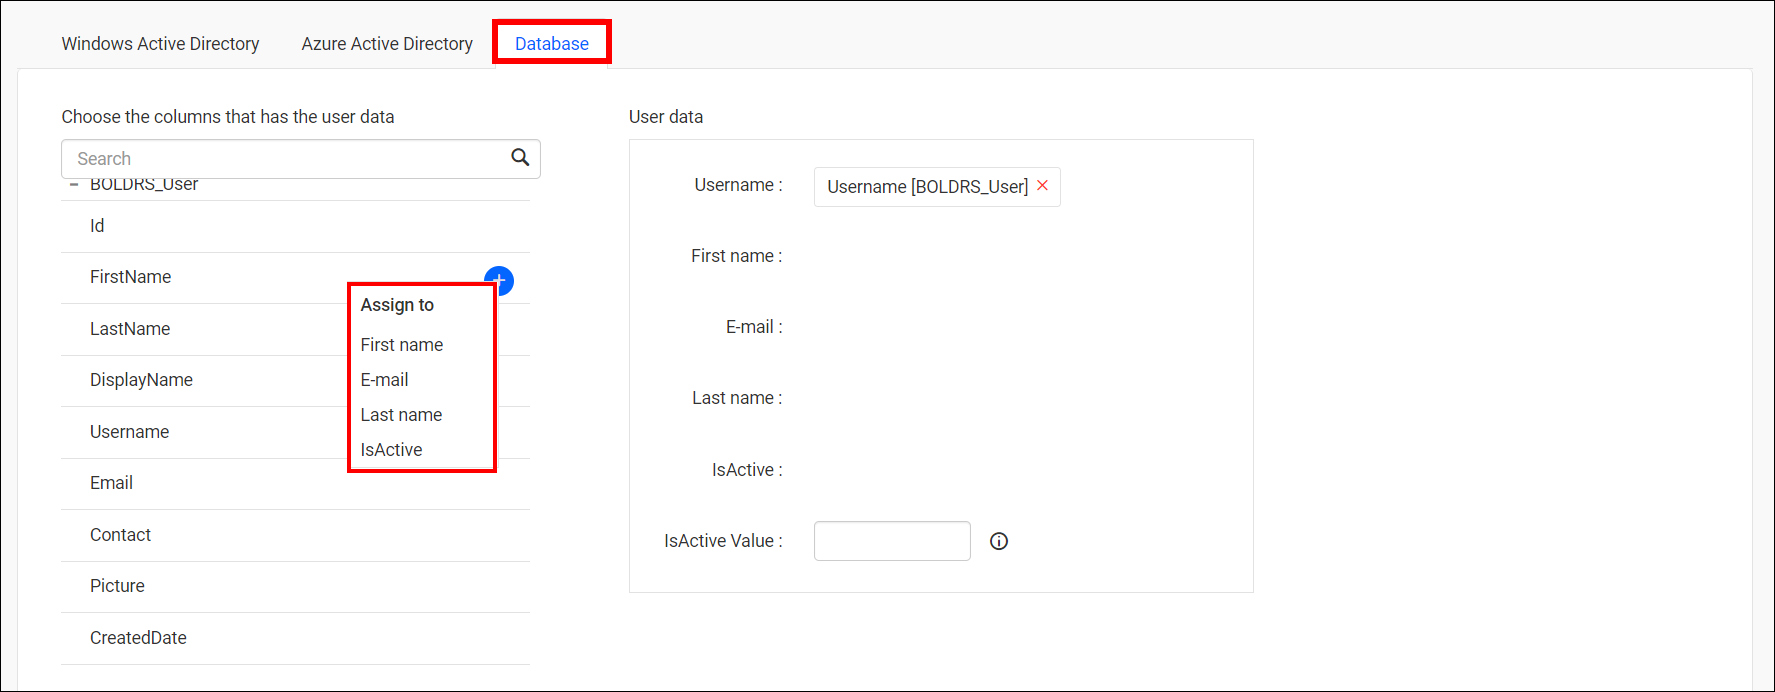 Windows Active Directory
Azure Active Directory
Database
Choose the columns that has the user data
Search
BOLDRS_User
Id
FirstName
LastName
DisplayName
Username
Email
Contact
Picture
CreatedDate
Assign to
First name
E-mail
Last name
IsActive
User data
Username : Username [BOLDRS_User]
First name :
E-mail :
Last name :
IsActive :
IsActive Value :